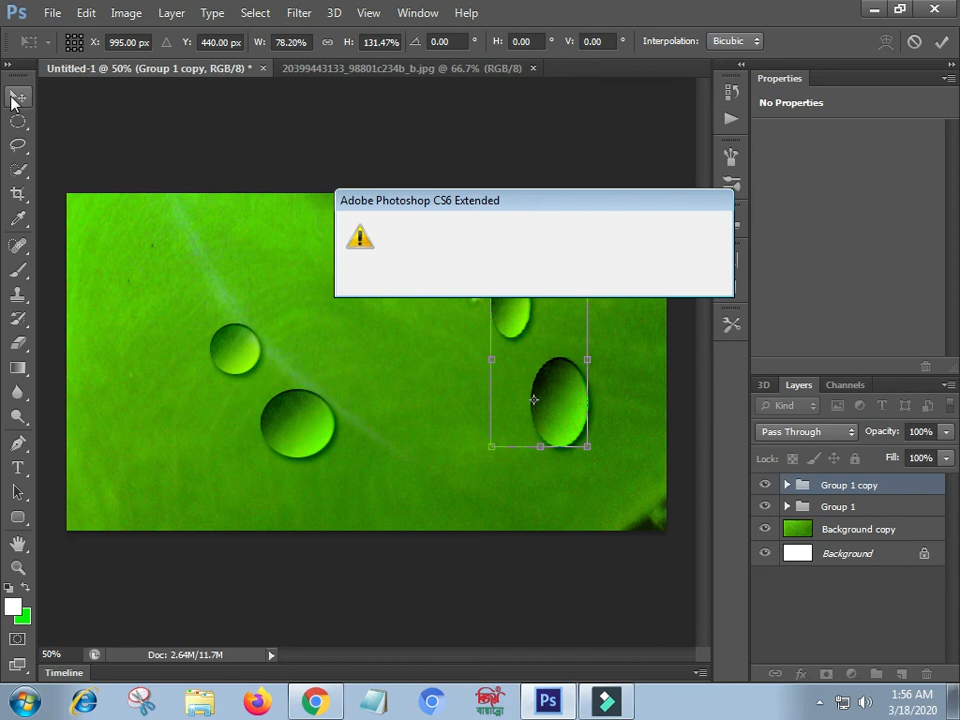 Ps File Edit Image Layer Type Select Filter 3D View Window Help
X: 995.00 px Y: 440.00 px W: 78.20% H: 131.47% 0.00 ° H: 0.00 ° V: 0.00 ° Interpolation: Bicubic
Untitled-1 @ 50% (Group 1 copy, RGB/8) * × 20399443133_98801c234b_b.jpg @ 66.7% (RGB/8) ×
Properties
No Properties
Adobe Photoshop CS6 Extended
3D Layers Channels
Kind
Pass Through Opacity: 100%
Lock: Fill: 100%
Group 1 copy
Group 1
Background copy
Background
50% Doc: 2.64M/11.7M
Timeline
Ps
1:56 AM
3/18/2020